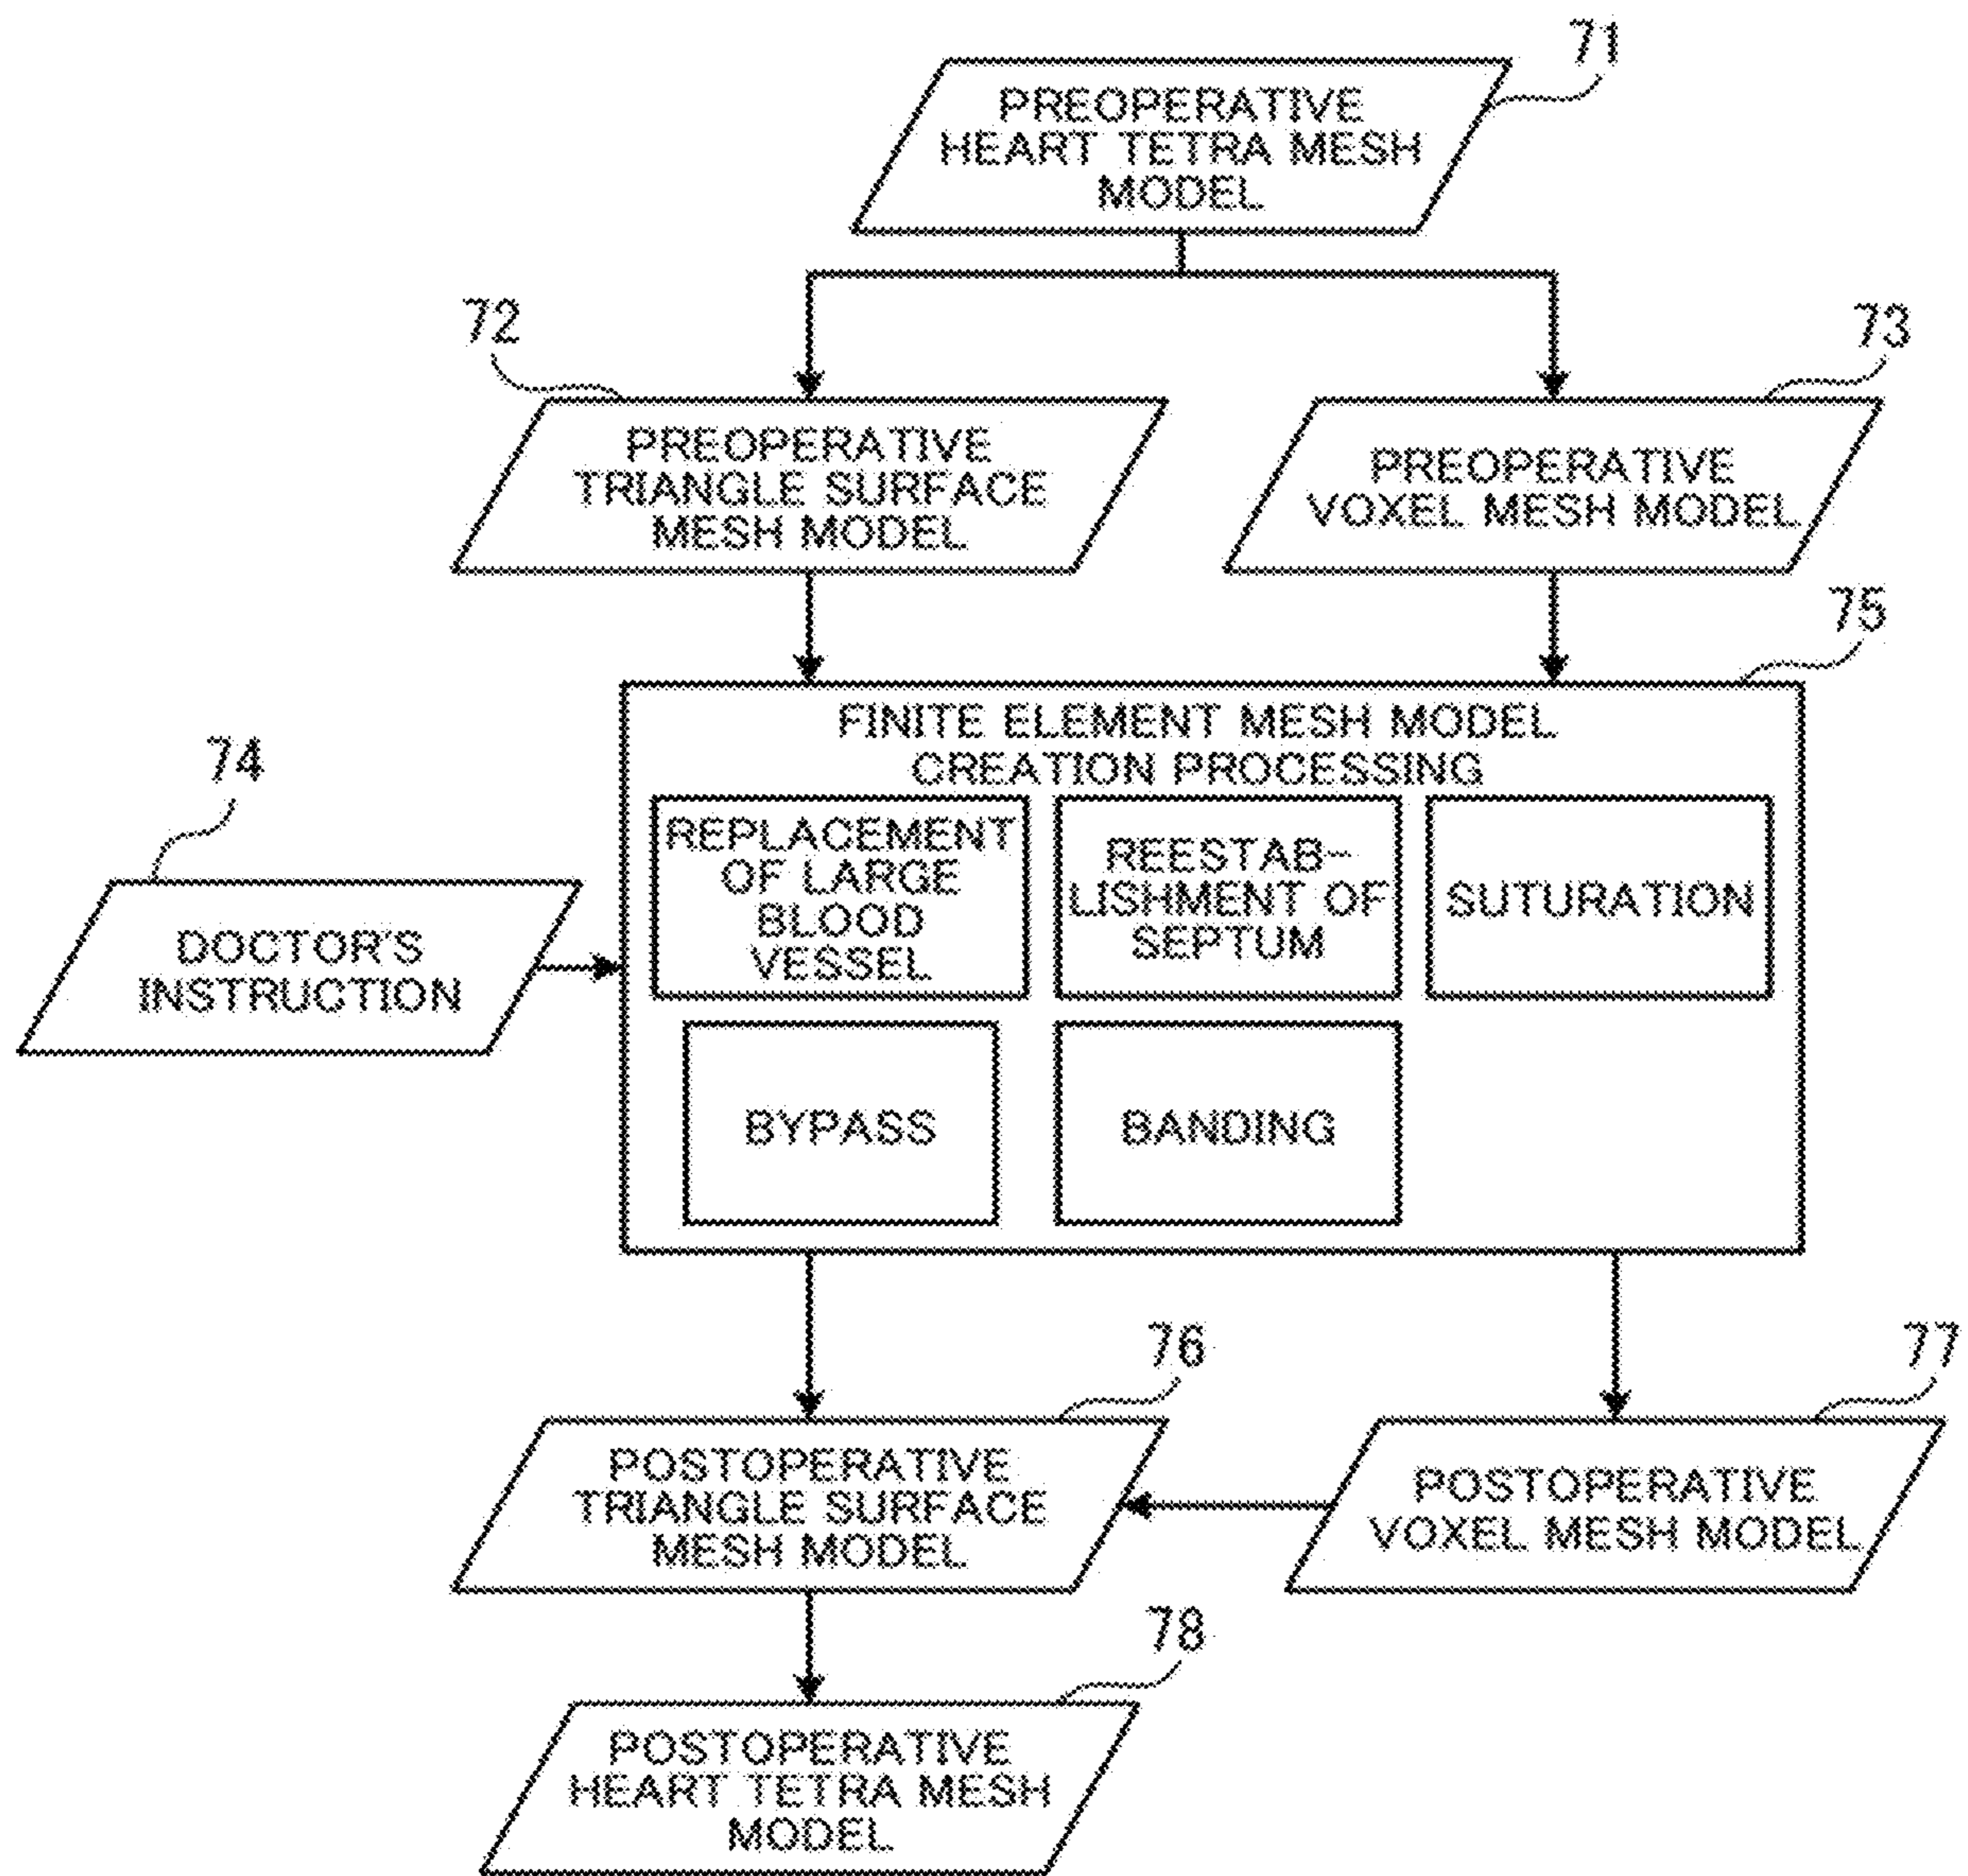 71
PREOPERATIVE
HEART TETRA MESH
MODEL
72
73
PREOPERATIVE
TRIANGLE SURFACE
MESH MODEL
PREOPERATIVE
VOXEL MESH MODEL
75
FINITE ELEMENT MESH MODEL
CREATION PROCESSING
74
DOCTOR'S
INSTRUCTION
REPLACEMENT
OF LARGE
BLOOD
VESSEL
REESTAB-
LISHMENT OF
SEPTUM
SUTURATION
BYPASS
BANDING
76
77
POSTOPERATIVE
TRIANGLE SURFACE
MESH MODEL
POSTOPERATIVE
VOXEL MESH MODEL
78
POSTOPERATIVE
HEART TETRA MESH
MODEL